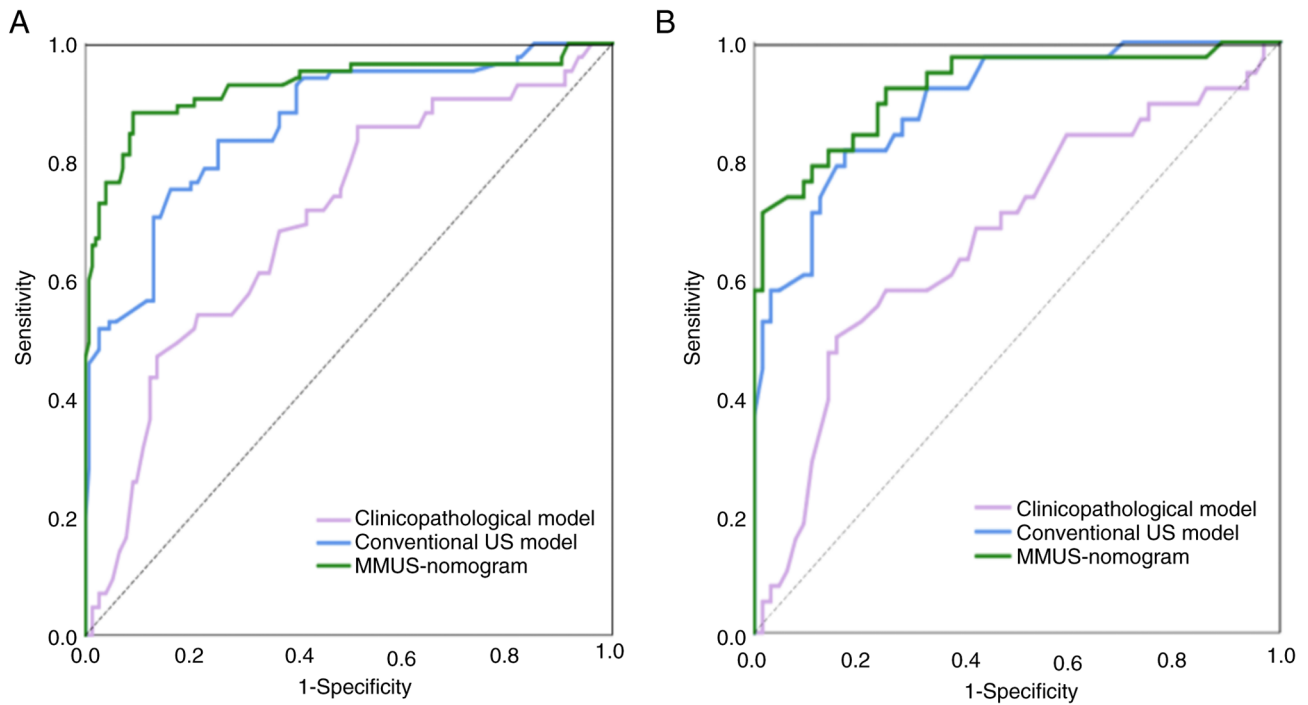 A
1.0
0.8
0.6
0.4
0.2
0.0
Sensitivity
Clinicopathological model
Conventional US model
MMUS-nomogram
0.0 0.2 0.4 0.6 0.8 1.0
1-Specificity
B
1.0
0.8
0.6
0.4
0.2
0.0
Sensitivity
Clinicopathological model
Conventional US model
MMUS-nomogram
0.0 0.2 0.4 0.6 0.8 1.0
1-Specificity